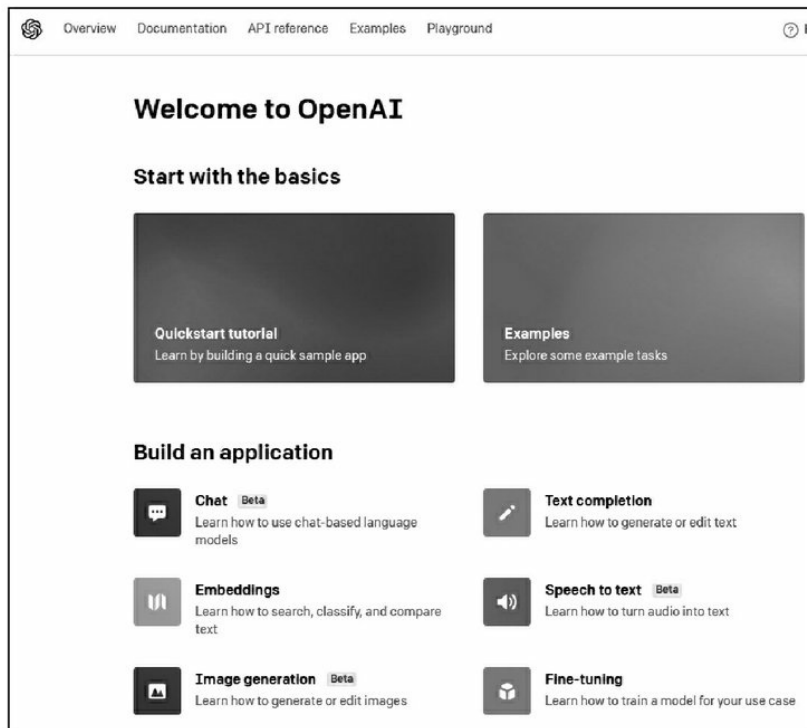 Overview Documentation API reference Examples Playground
Welcome to OpenAI
Start with the basics
Quickstart tutorial
Learn by building a quick sample app
Examples
Explore some example tasks
Build an application
Chat Beta
Learn how to use chat-based language
models
Text completion
Learn how to generate or edit text
Embeddings
Learn how to search, classify, and compare
text
Speech to text Beta
Learn how to turn audio into text
Image generation Beta
Learn how to generate or edit images
Fine-tuning
Learn how to train a model for your use case